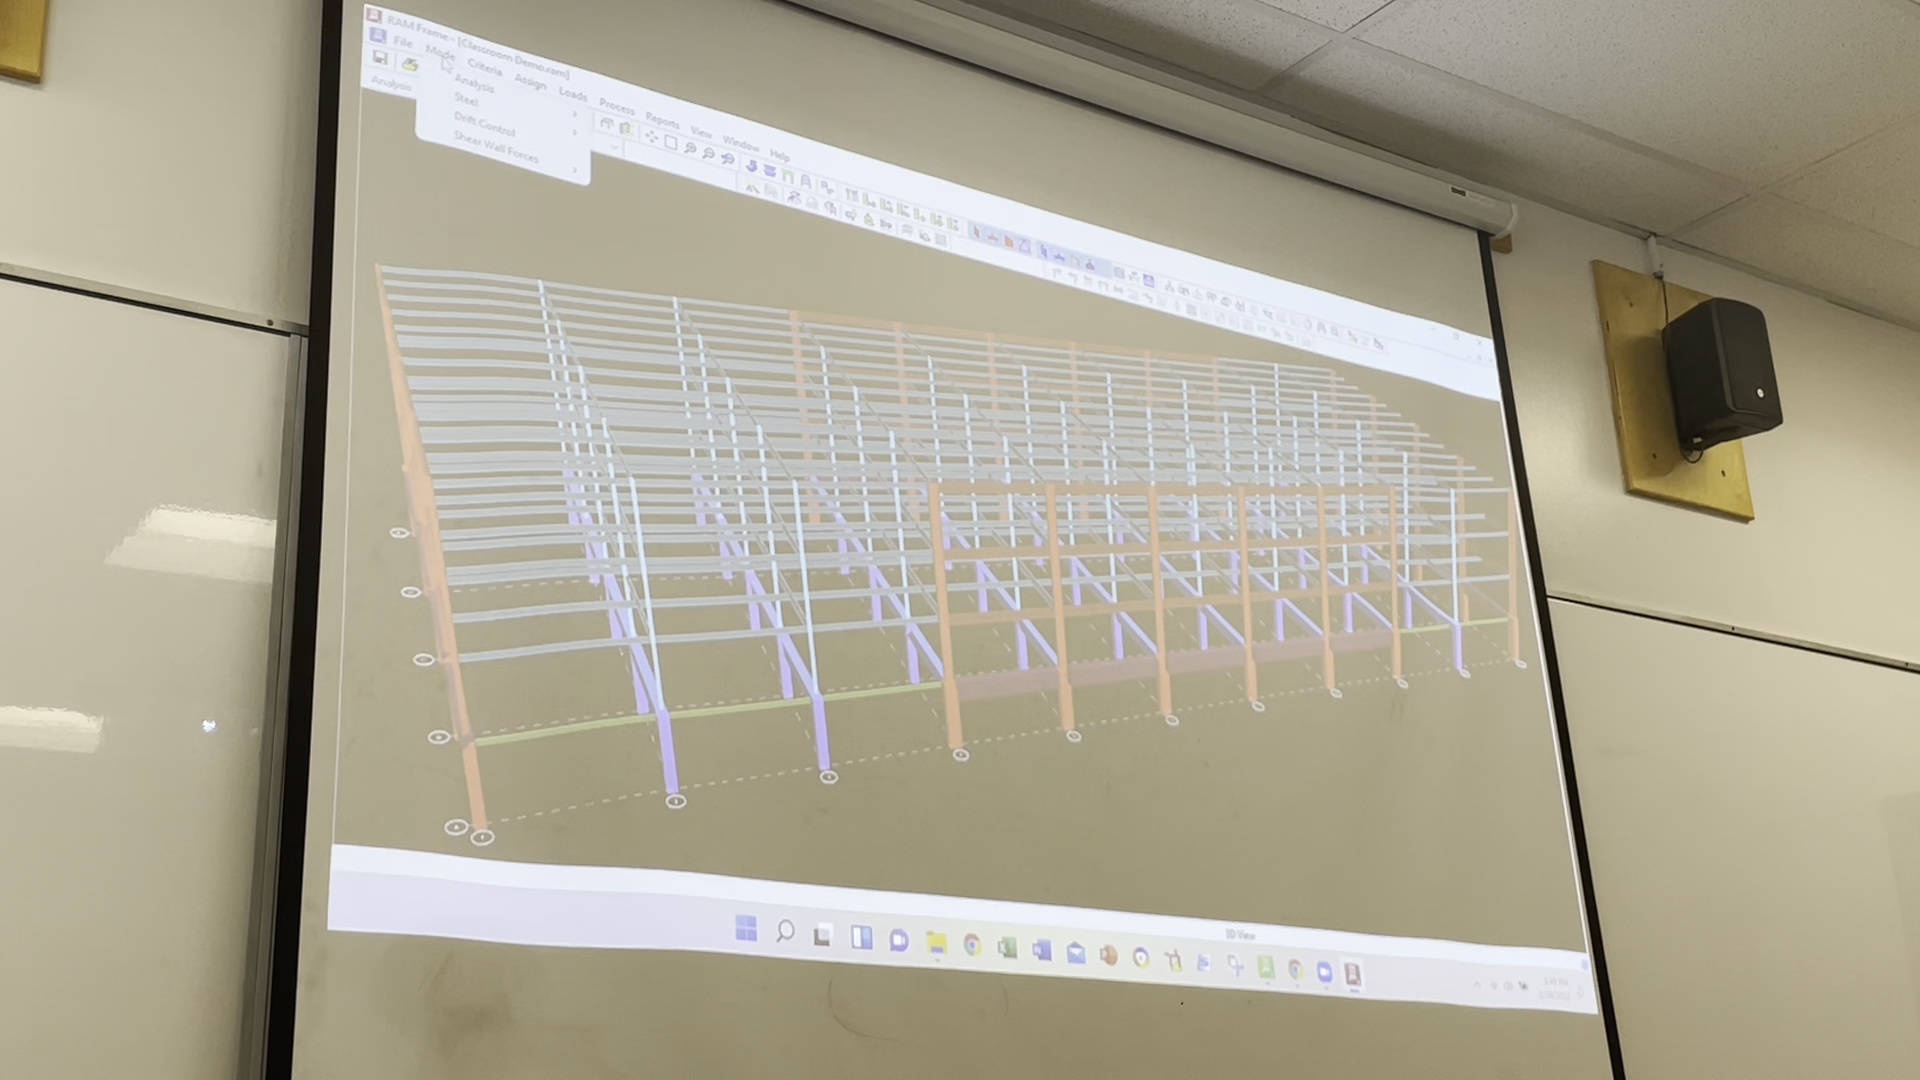 RAM Frame - [Classroom Demo.ram]
File Mode Criteria Assign Loads Process Reports View Window Help
Analysis
Analysis
Steel
Drift Control
Shear Wall Forces
3D View